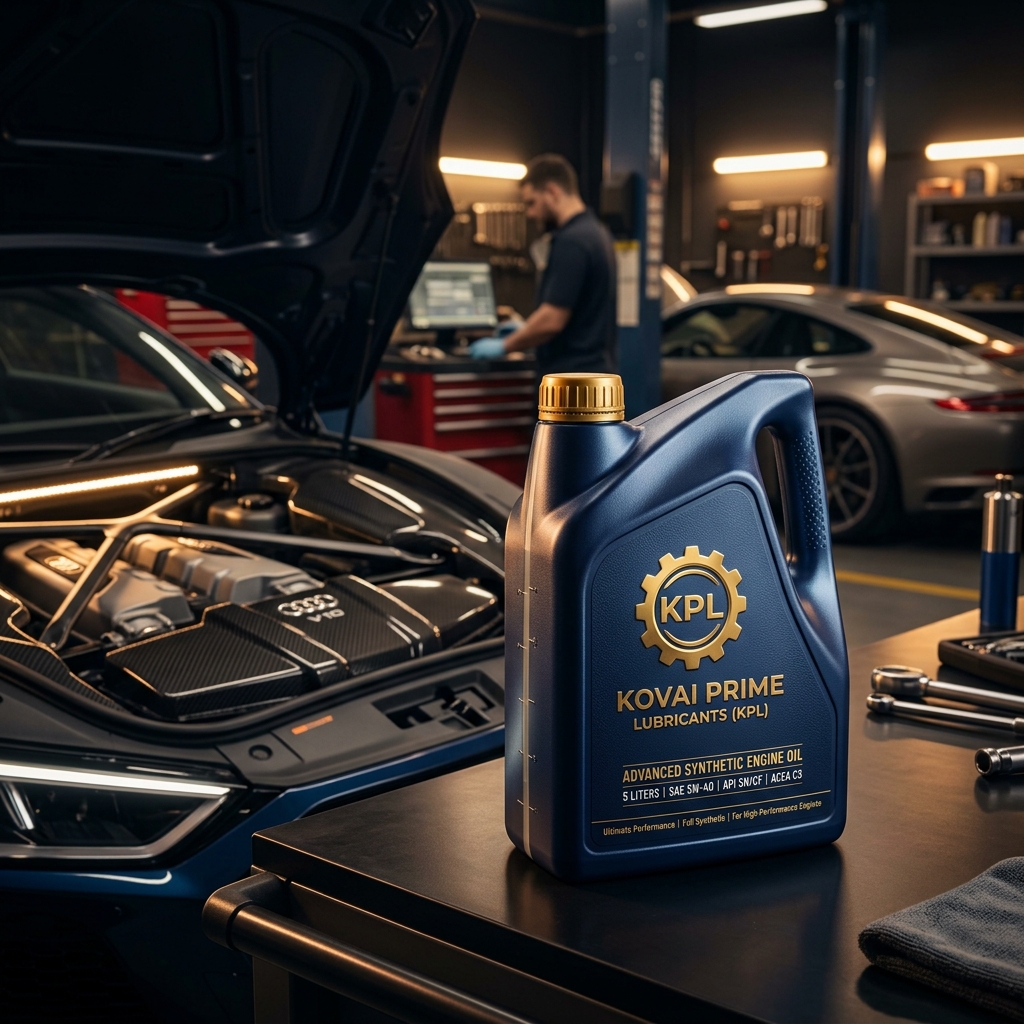 V10
KPL
KOVAI PRIME
LUBRICANTS (KPL)
ADVANCED SYNTHETIC ENGINE OIL
5 LITERS | SAE 5W-40 | API SN/CF | ACEA C3
Ultimate Performance | Full Synthetic | For High Performance Engine